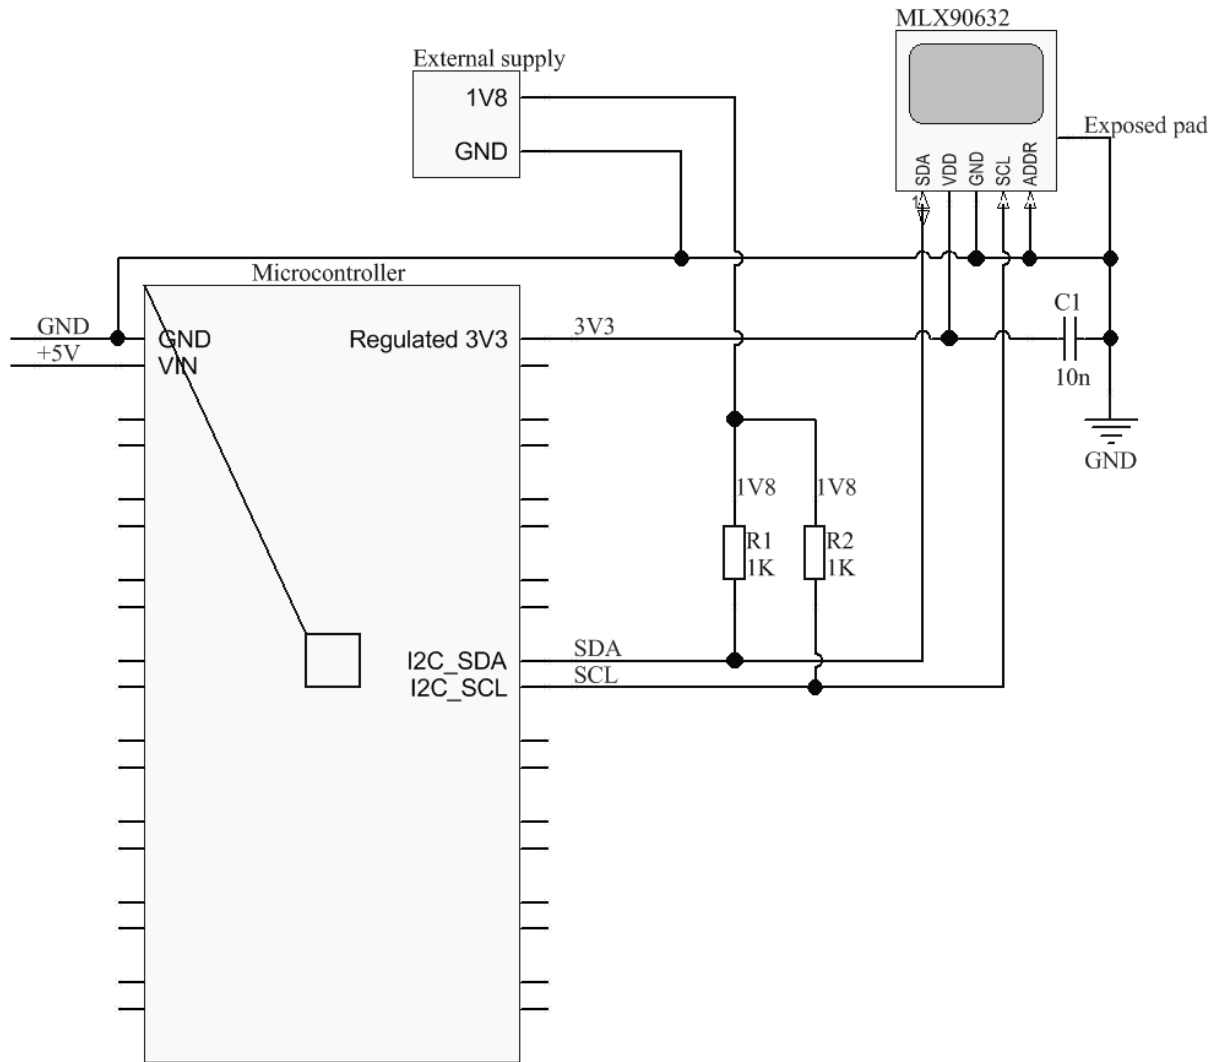 MLX90632
External supply
1V8
GND
Exposed pad
SDA
VDD
GND
SCL
ADDR
1
Microcontroller
C1
GND
GND
Regulated 3V3
3V3
+5V
VIN
10n
GND
1V8
1V8
R1
R2
1K
1K
I2C_SDA
SDA
I2C_SCL
SCL